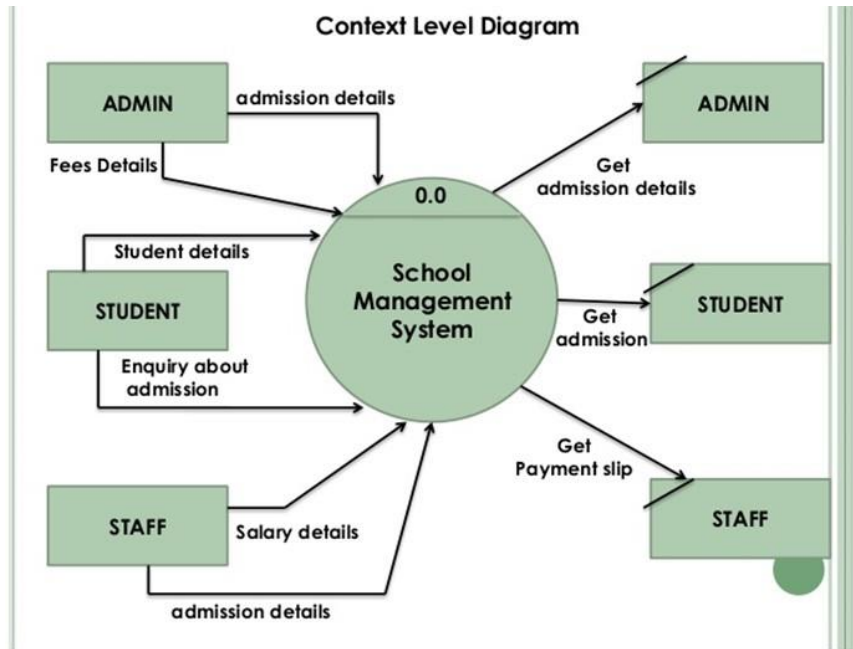 Context Level Diagram
ADMIN
admission details
Fees Details
ADMIN
Get
admission details
0.0
Student details
School
Management
System
STUDENT
STUDENT
Get
admission
Enquiry about
admission
Get
Payment slip
STAFF
Salary details
STAFF
admission details